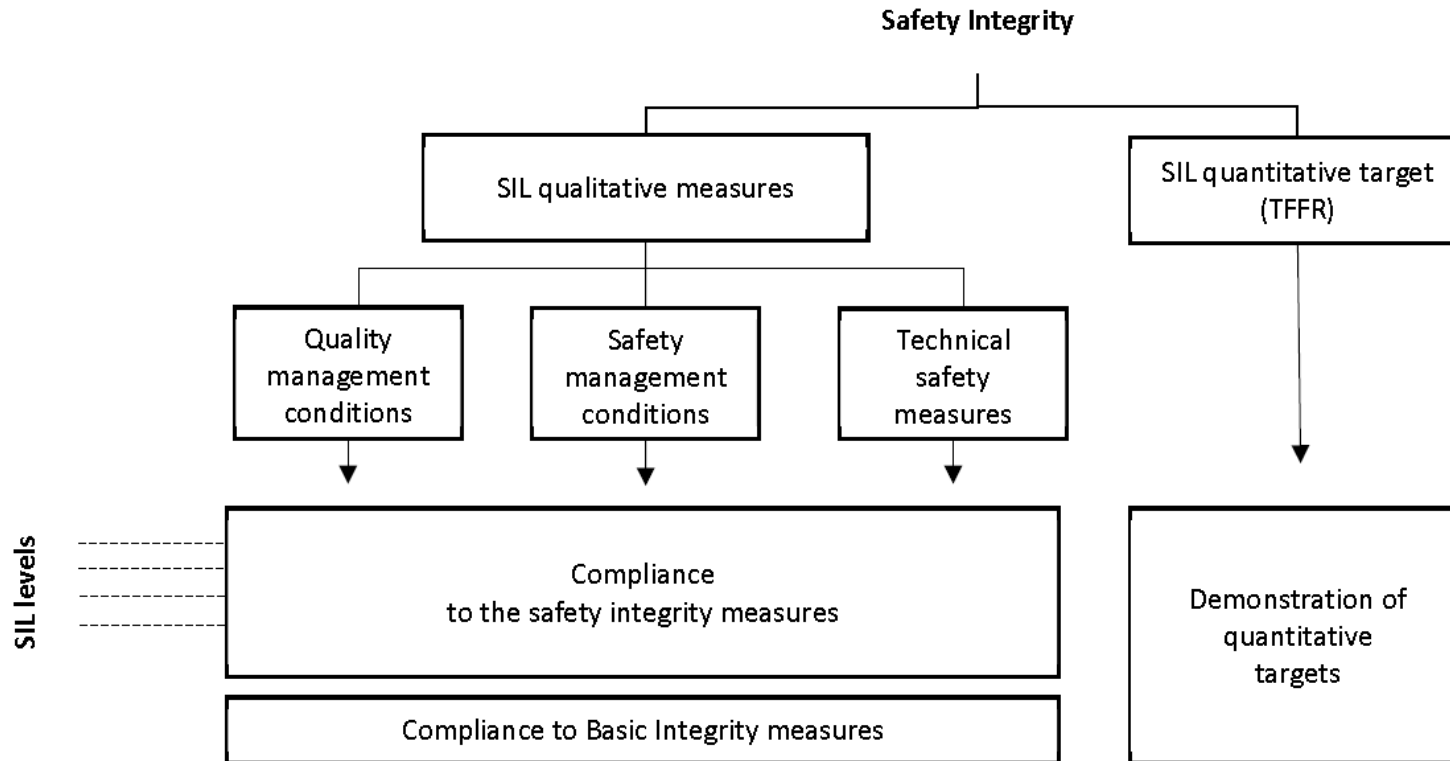 Safety Integrity
SIL qualitative measures
SIL quantitative target
(TFFR)
Quality
management
conditions
Safety
management
conditions
Technical
safety
measures
SIL levels
Compliance
to the safety integrity measures
Demonstration of
quantitative
targets
Compliance to Basic Integrity measures